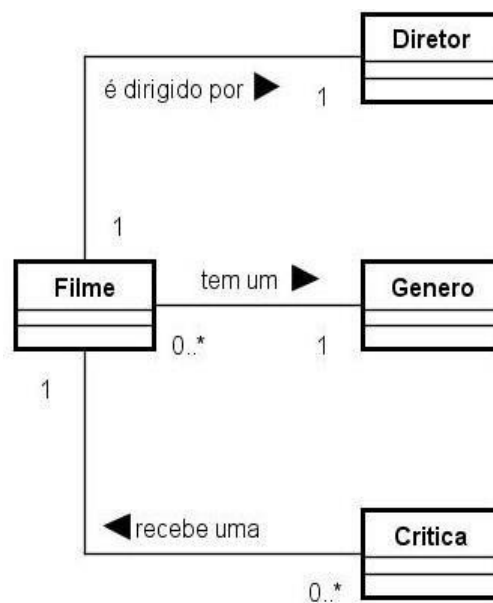 Diretor
é dirigido por
1
1
Filme
tem um
Genero
0..*
1
1
recebe uma
Critica
0..*